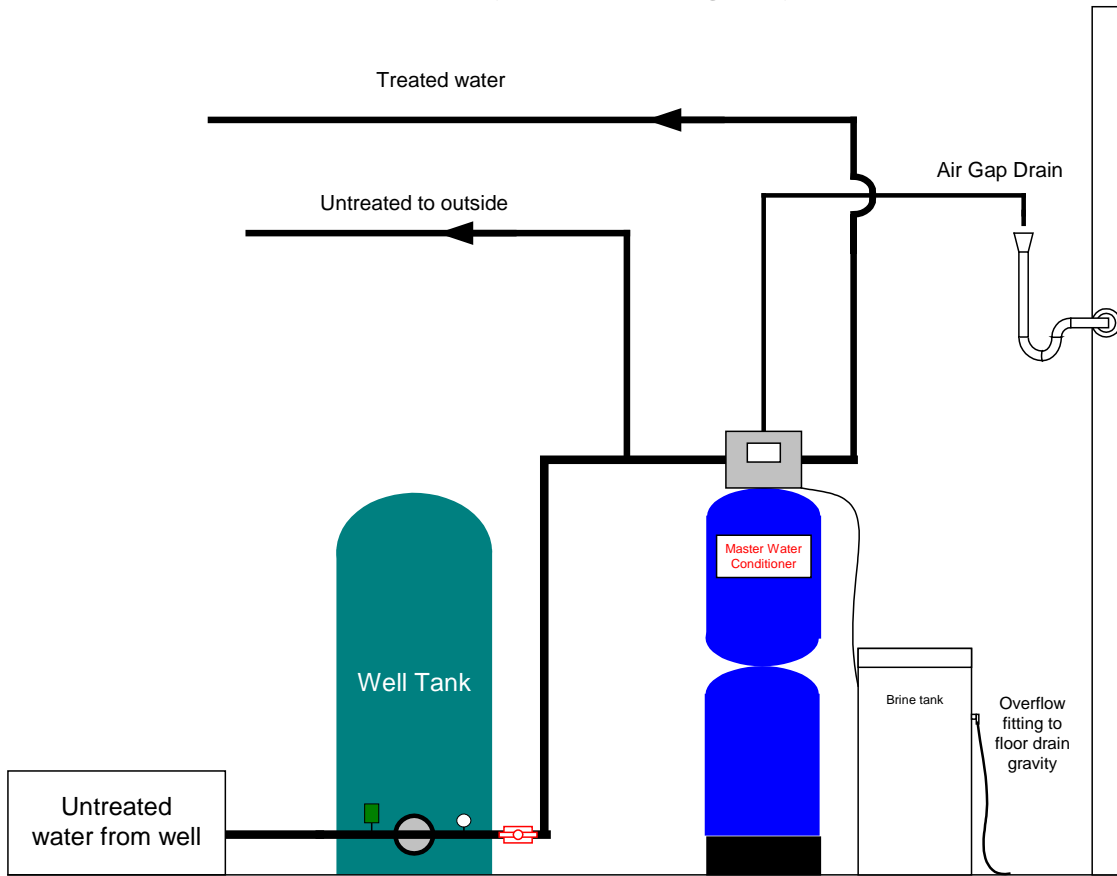 Treated water
Air Gap Drain
Untreated to outside
Master Water
Conditioner
Well Tank
Brine tank
Overflow
fitting to
floor drain
gravity
Untreated
water from well